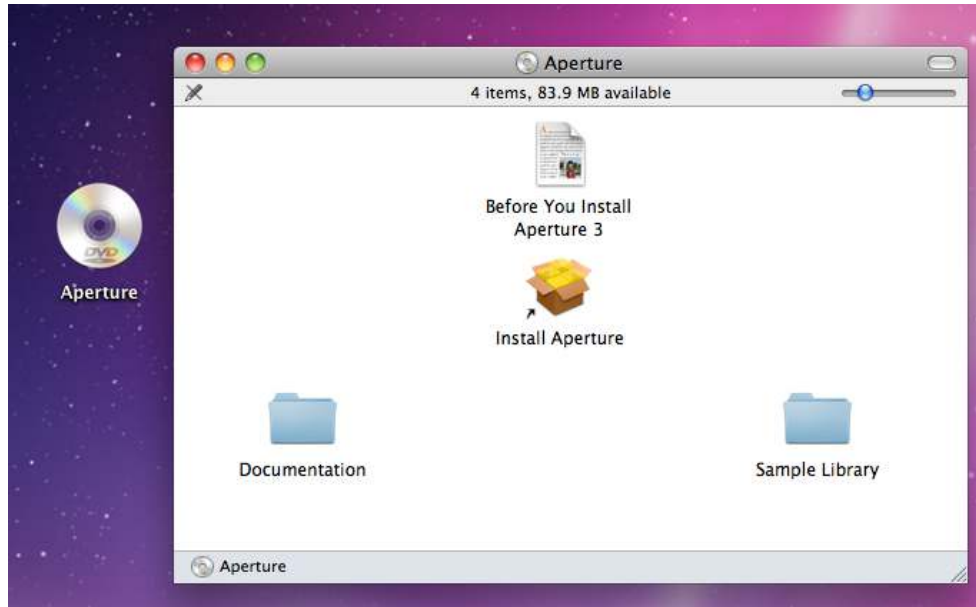 Aperture
4 items, 83.9 MB available
Before You Install
Aperture 3
DVD
Aperture
Install Aperture
Documentation
Sample Library
Aperture